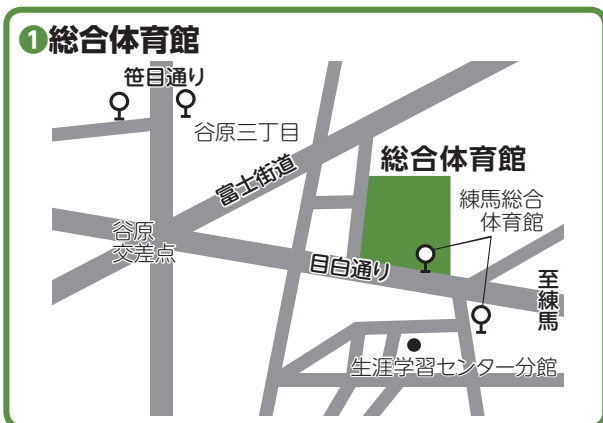 ❶総合体育館
笹目通り
谷原三丁目
富士街道
総合体育館
練馬総合
体育館
谷原
交差点
目白通り
至練馬
生涯学習センター分館